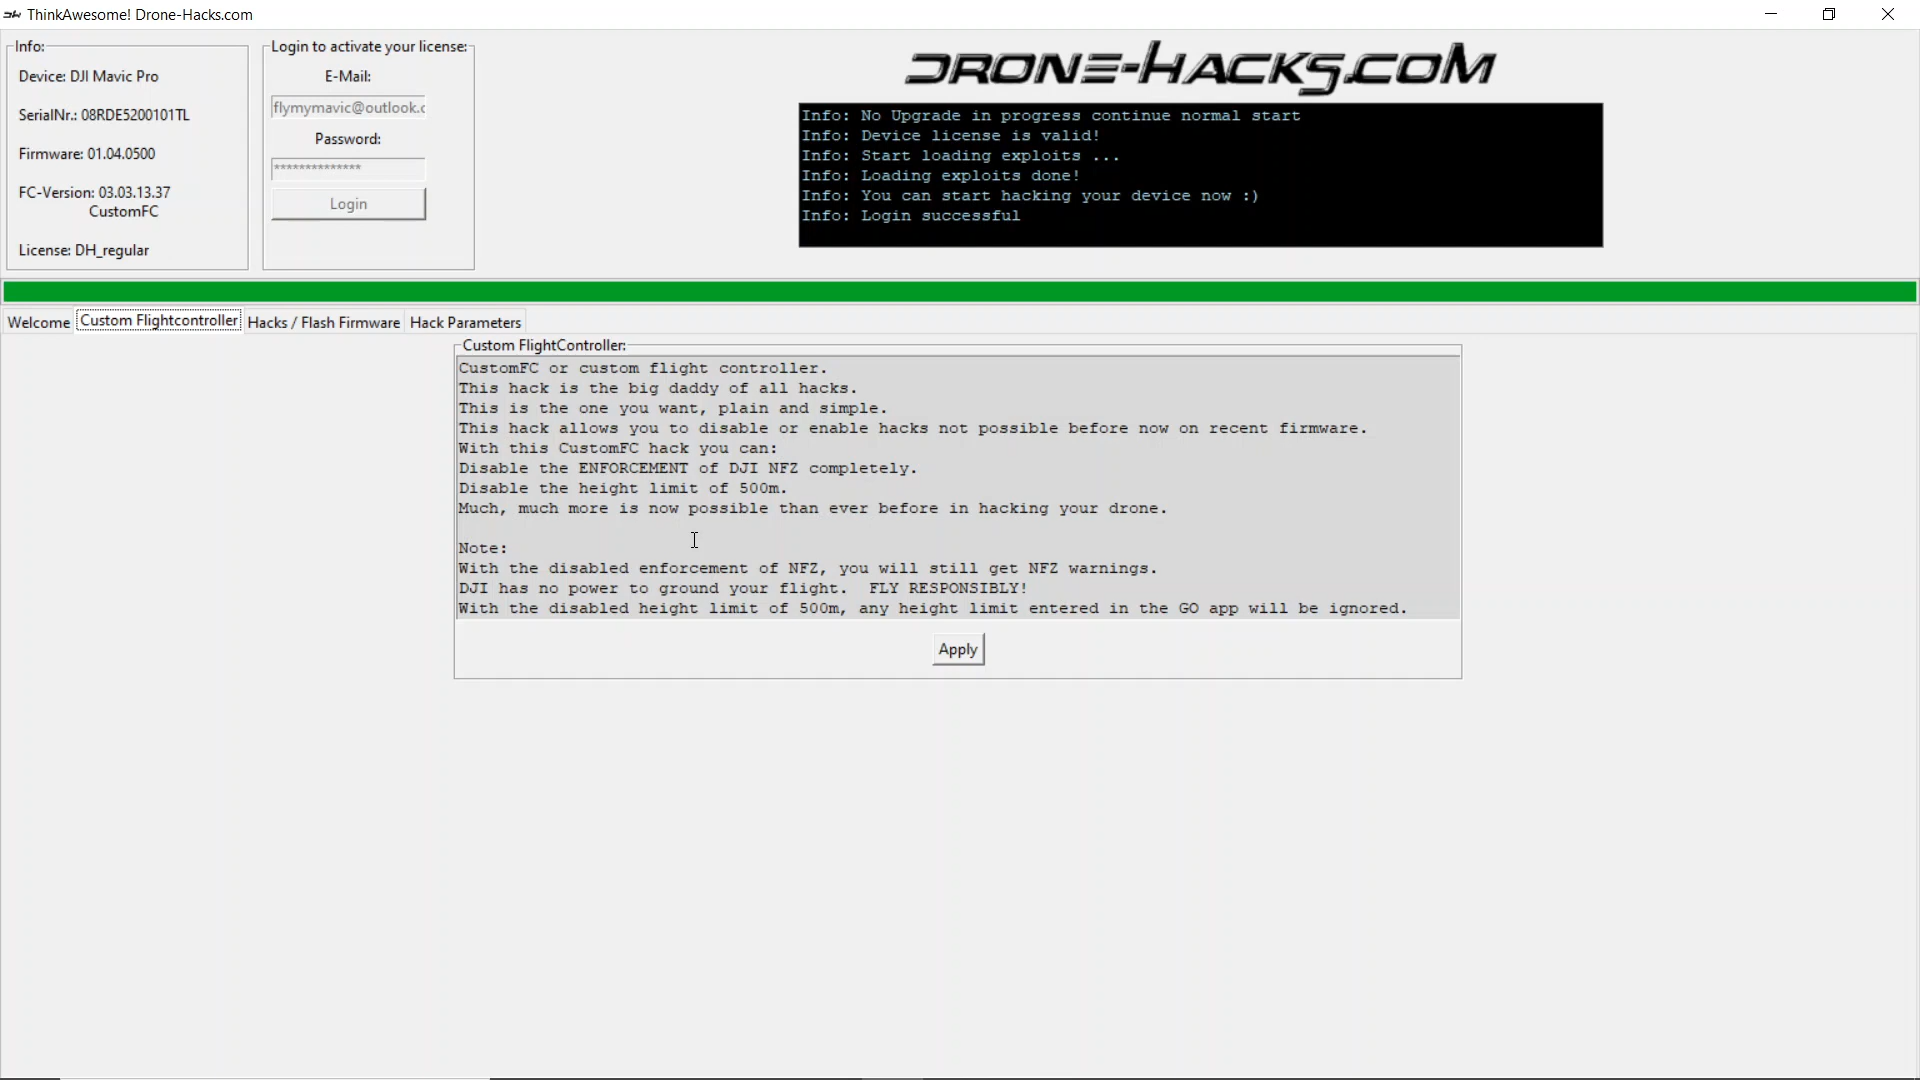 ThinkAwesome! Drone-Hacks.com
Info:
Device: DJI Mavic Pro
SerialNr.: 08RDE5200101TL
Firmware: 01.04.0500
FC-Version: 03.03.13.37
CustomFC
License: DH_regular
Login to activate your license:
E-Mail:
flymymavic@outlook.c
Password:
**************
Login
DRONE-HACKS.COM
Info: No Upgrade in progress continue normal start
Info: Device license is valid!
Info: Start loading exploits ...
Info: Loading exploits done!
Info: You can start hacking your device now :)
Info: Login successful
Welcome Custom Flightcontroller Hacks / Flash Firmware Hack Parameters
Custom FlightController:
CustomFC or custom flight controller.
This hack is the big daddy of all hacks.
This is the one you want, plain and simple.
This hack allows you to disable or enable hacks not possible before now on recent firmware.
With this CustomFC hack you can:
Disable the ENFORCEMENT of DJI NFZ completely.
Disable the height limit of 500m.
Much, much more is now possible than ever before in hacking your drone.
Note:
With the disabled enforcement of NFZ, you will still get NFZ warnings.
DJI has no power to ground your flight.  FLY RESPONSIBLY!
With the disabled height limit of 500m, any height limit entered in the GO app will be ignored.
Apply